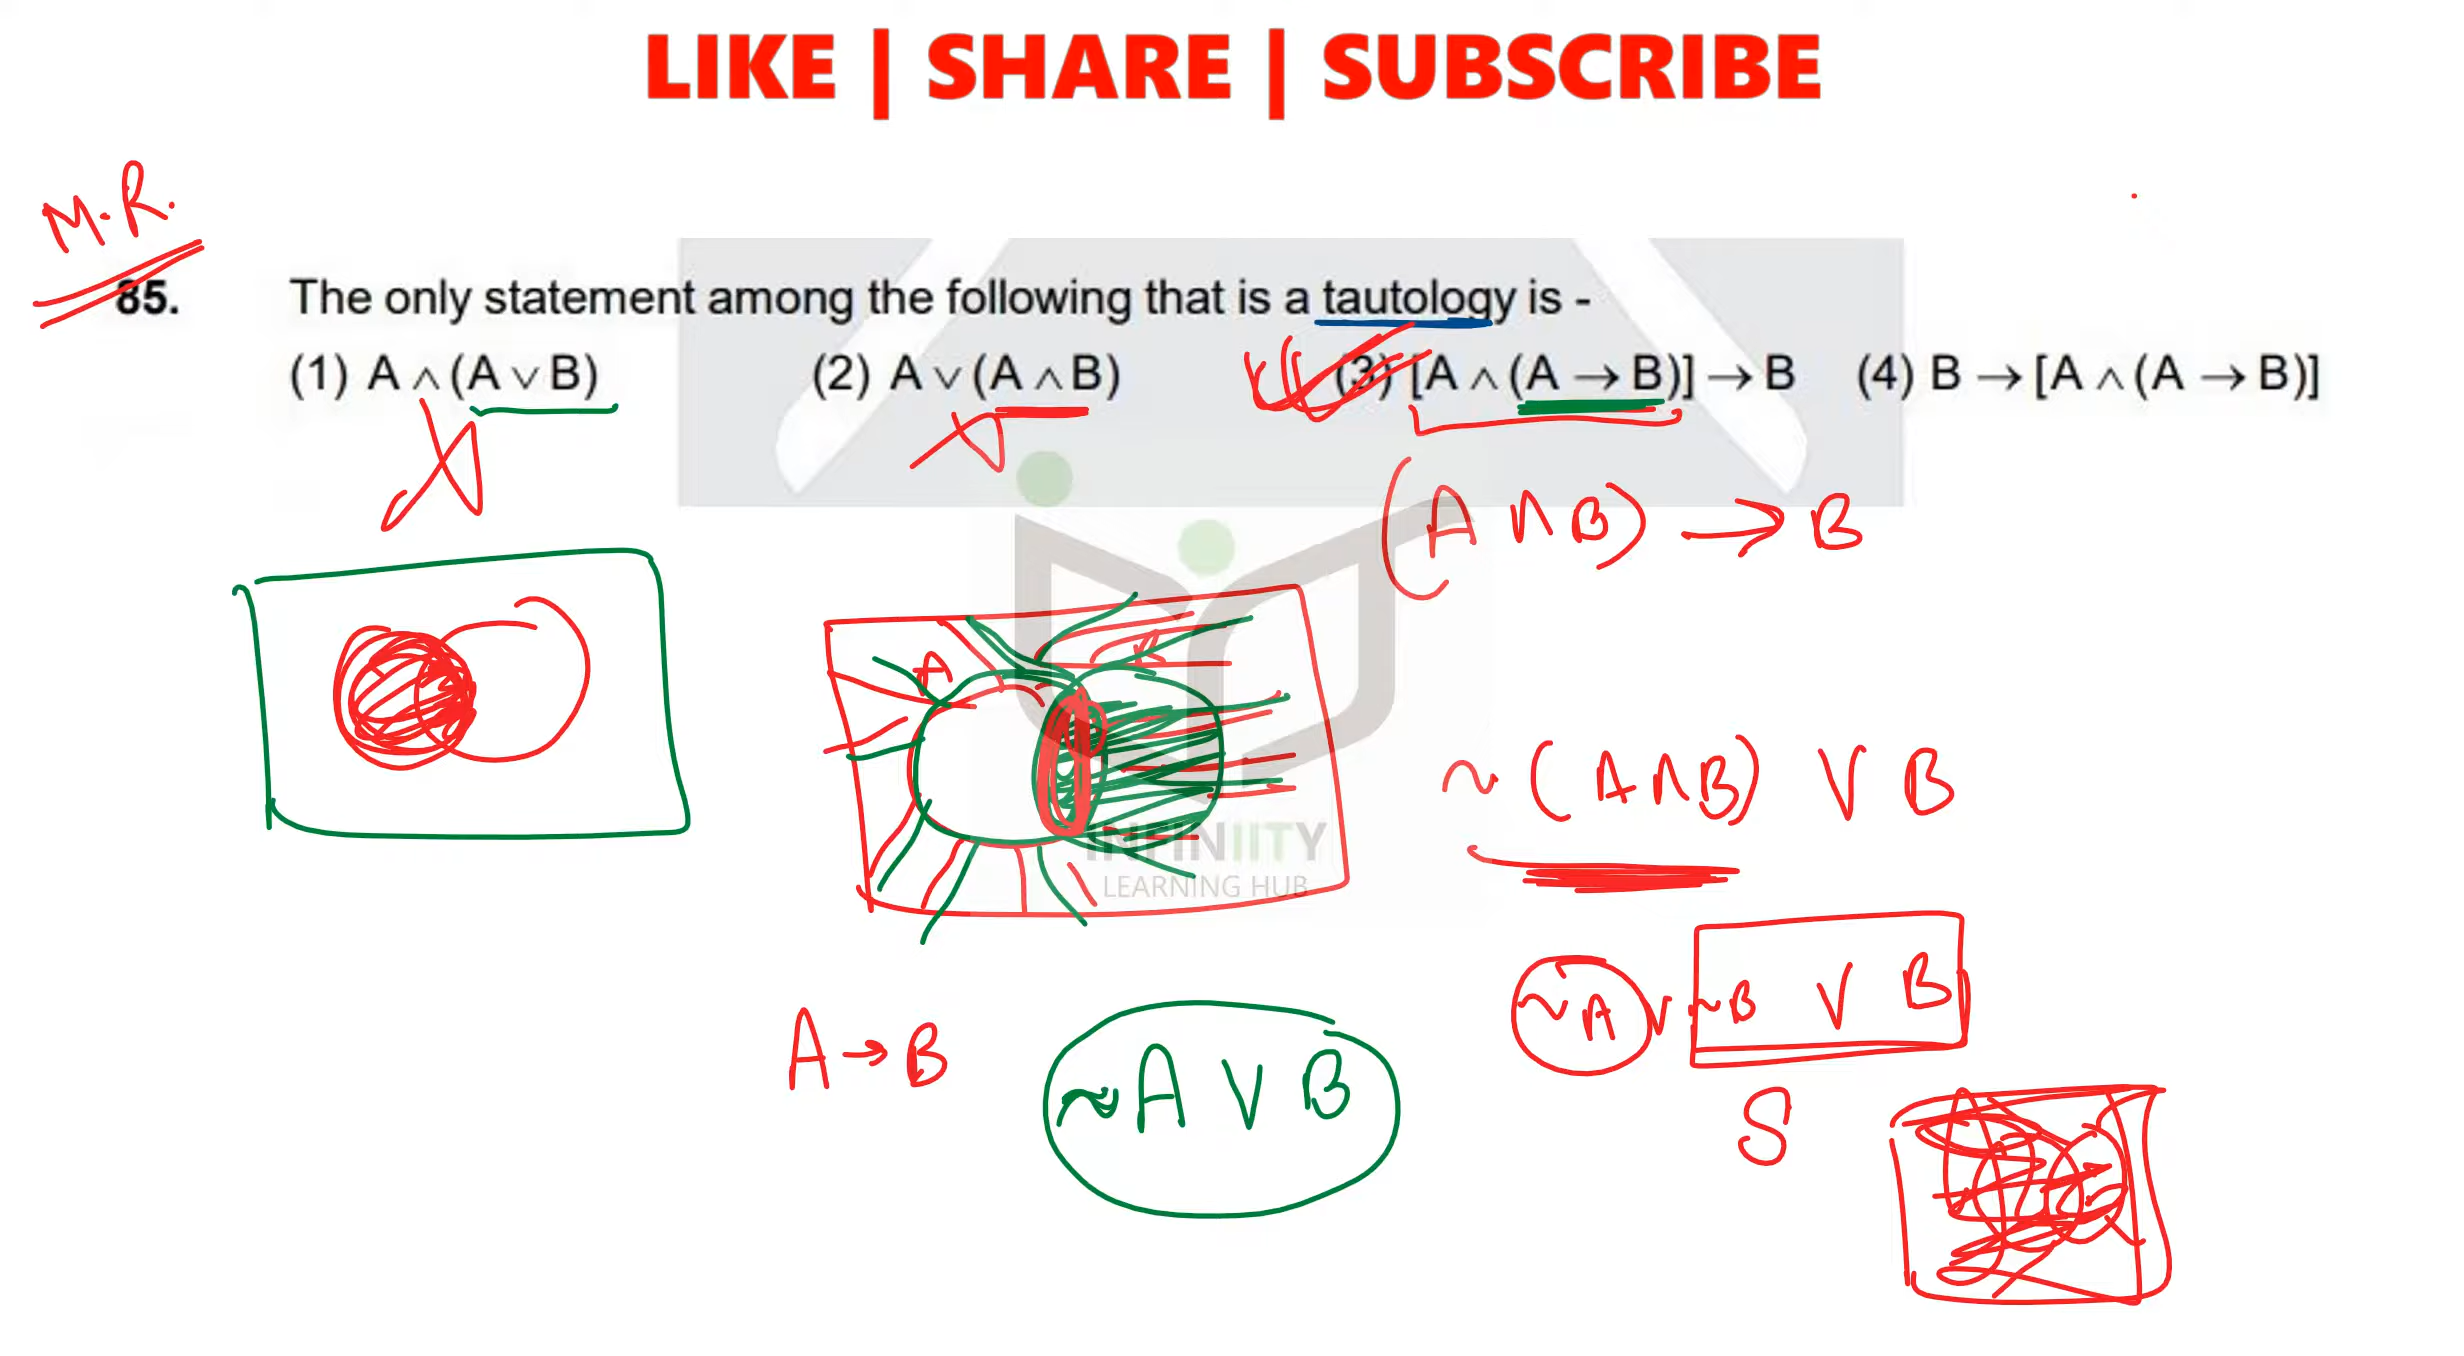 LIKE | SHARE | SUBSCRIBE
M.R.
85. The only statement among the following that is a tautology is -
(1) A ∧ (A ∨ B) (2) A ∨ (A ∧ B) (3) [A ∧ (A → B)] → B (4) B → [A ∧ (A → B)]
(A ∩ B) → B
A
~ (A ∩ B) ∨ B
INFINIITY
LEARNING HUB
~A ∨ ~B ∨ B
A → B
~A ∨ B
S